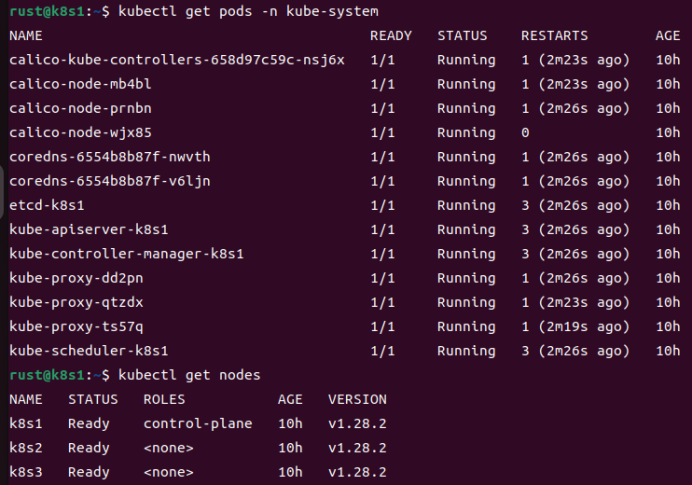 rust@k8s1:~$ kubectl get pods -n kube-system
NAME READY STATUS RESTARTS AGE
calico-kube-controllers-658d97c59c-nsj6x 1/1 Running 1 (2m23s ago) 10h
calico-node-mb4bl 1/1 Running 1 (2m23s ago) 10h
calico-node-prnbn 1/1 Running 1 (2m26s ago) 10h
calico-node-wjx85 1/1 Running 0 10h
coredns-6554b8b87f-nwvth 1/1 Running 1 (2m26s ago) 10h
coredns-6554b8b87f-v6ljn 1/1 Running 1 (2m26s ago) 10h
etcd-k8s1 1/1 Running 3 (2m26s ago) 10h
kube-apiserver-k8s1 1/1 Running 3 (2m26s ago) 10h
kube-controller-manager-k8s1 1/1 Running 3 (2m26s ago) 10h
kube-proxy-dd2pn 1/1 Running 1 (2m26s ago) 10h
kube-proxy-qtzdx 1/1 Running 1 (2m23s ago) 10h
kube-proxy-ts57q 1/1 Running 1 (2m19s ago) 10h
kube-scheduler-k8s1 1/1 Running 3 (2m26s ago) 10h
rust@k8s1:~$ kubectl get nodes
NAME STATUS ROLES AGE VERSION
k8s1 Ready control-plane 10h v1.28.2
k8s2 Ready <none> 10h v1.28.2
k8s3 Ready <none> 10h v1.28.2